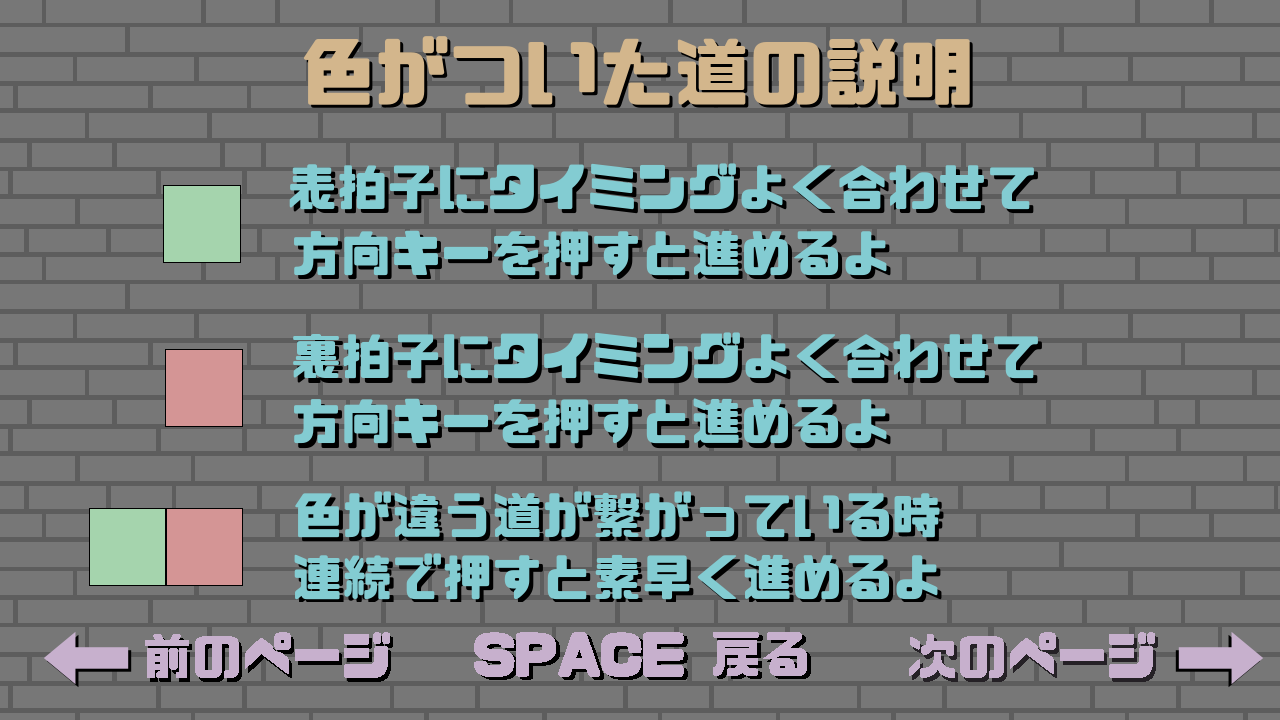 色がついた道の説明
表拍子にタイミングよく合わせて
方向キーを押すと進めるよ
裏拍子にタイミングよく合わせて
方向キーを押すと進めるよ
色が違う道が繋がっている時
連続で押すと素早く進めるよ
前のページ
SPACE 戻る
次のページ